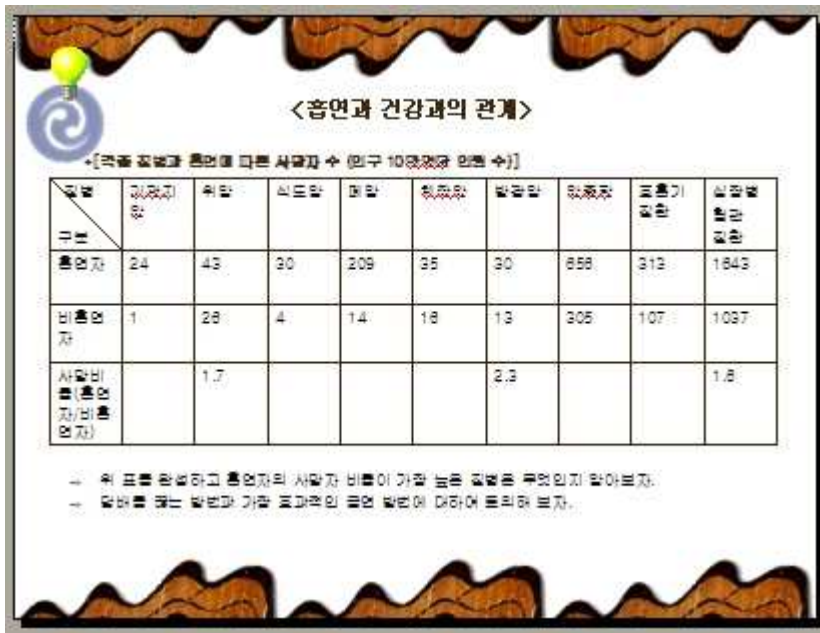 <흡연과 건강과의 관계>
[각종 질병과 흡연에 따른 사망자 수 (인구 10만명과 인원 수)]
질병
구분
기관지암
위암
식도암
폐암
췌장암
방광암
호흡기 질환
심장병 혈관 질환
흡연자 24 43 30 209 35 30 656 313 1643
비흡연자 1 26 4 14 16 13 305 107 1037
사망비율(흡연자/비흡연자) 1.7 2.3 1.6
→ 위 표를 완성하고 흡연자의 사망자 비율이 가장 높은 질병은 무엇인지 알아보자.
→ 담배를 끊는 방법과 가장 효과적인 금연 방법에 대하여 토의해 보자.